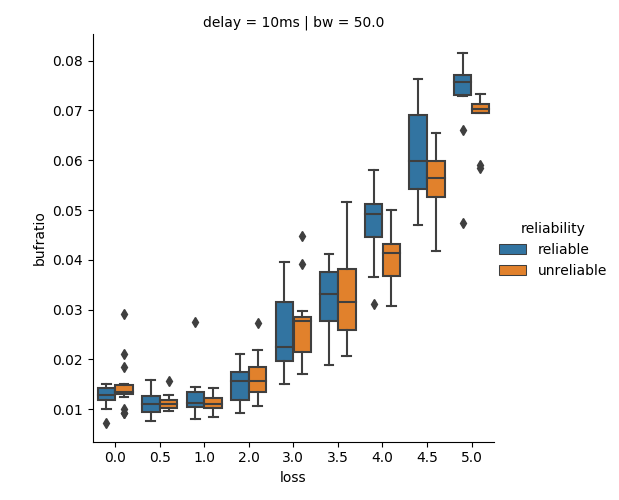 delay = 10ms | bw = 50.0
0.08
0.07
0.06
0.05
0.04
0.03
0.02
0.01
bufratio
0.0 0.5 1.0 2.0 3.0 3.5 4.0 4.5 5.0
loss
reliability
reliable
unreliable